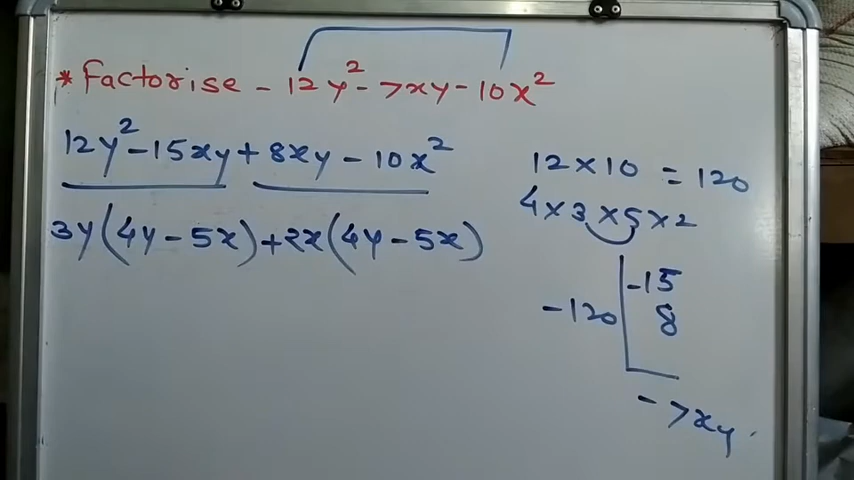 * Factorise - 12y² - 7xy - 10x²
12y² - 15xy + 8xy - 10x²
3y(4y - 5x) + 2x(4y - 5x)
12 × 10 = 120
4 × 3 × 5 × 2
-15
-120 8
- 7xy